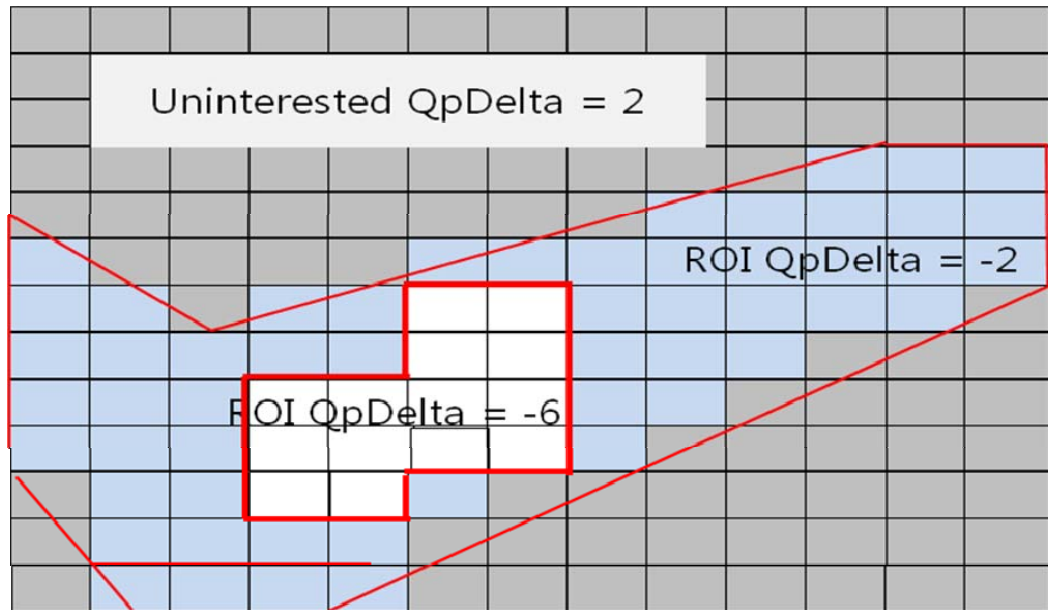 Uninterested QpDelta = 2
ROI QpDelta = -2
ROI QpDelta = -6